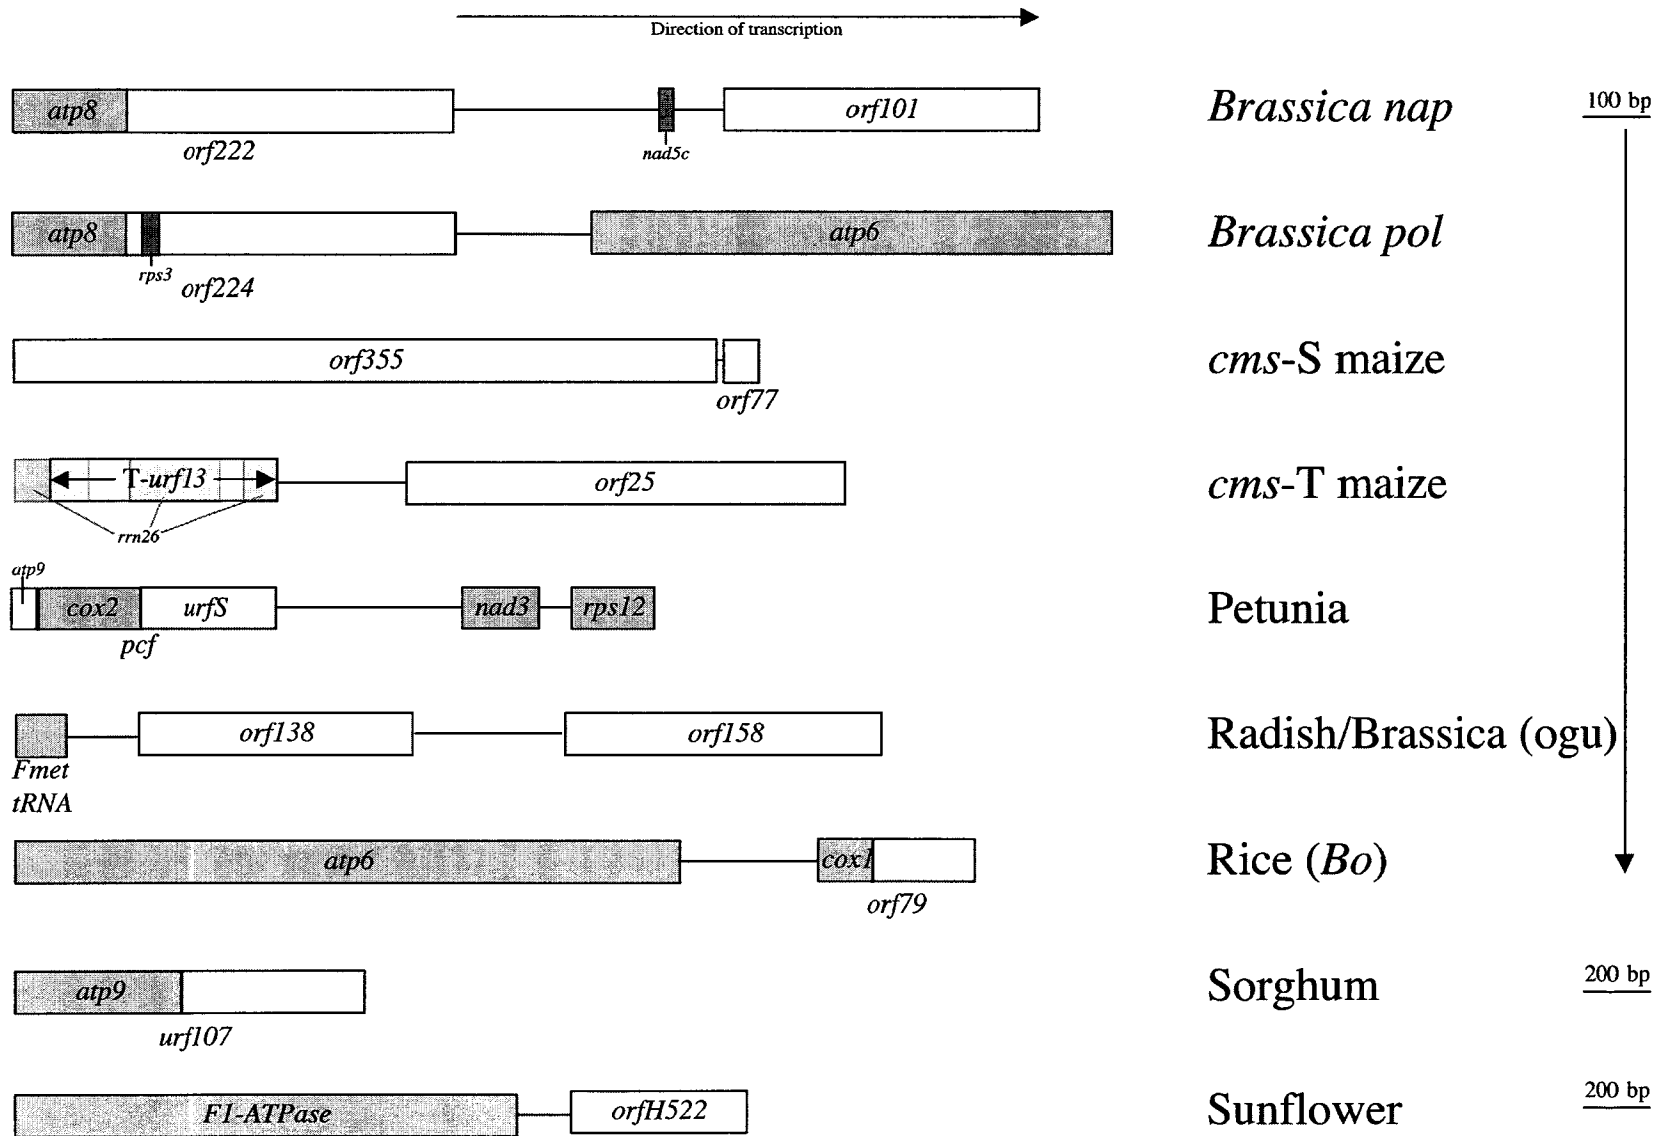 Direction of transcription
atp8
orf222
nad5c
orf101
Brassica nap
100 bp
atp8
rps3
orf224
atp6
Brassica pol
orf355
orf77
cms-S maize
T-urf13
rrn26
orf25
cms-T maize
atp9
cox2
urfS
pcf
nad3
rps12
Petunia
Fmet
tRNA
orf138
orf158
Radish/Brassica (ogu)
atp6
cox1
orf79
Rice (Bo)
atp9
urf107
Sorghum
200 bp
F1-ATPase
orfH522
Sunflower
200 bp